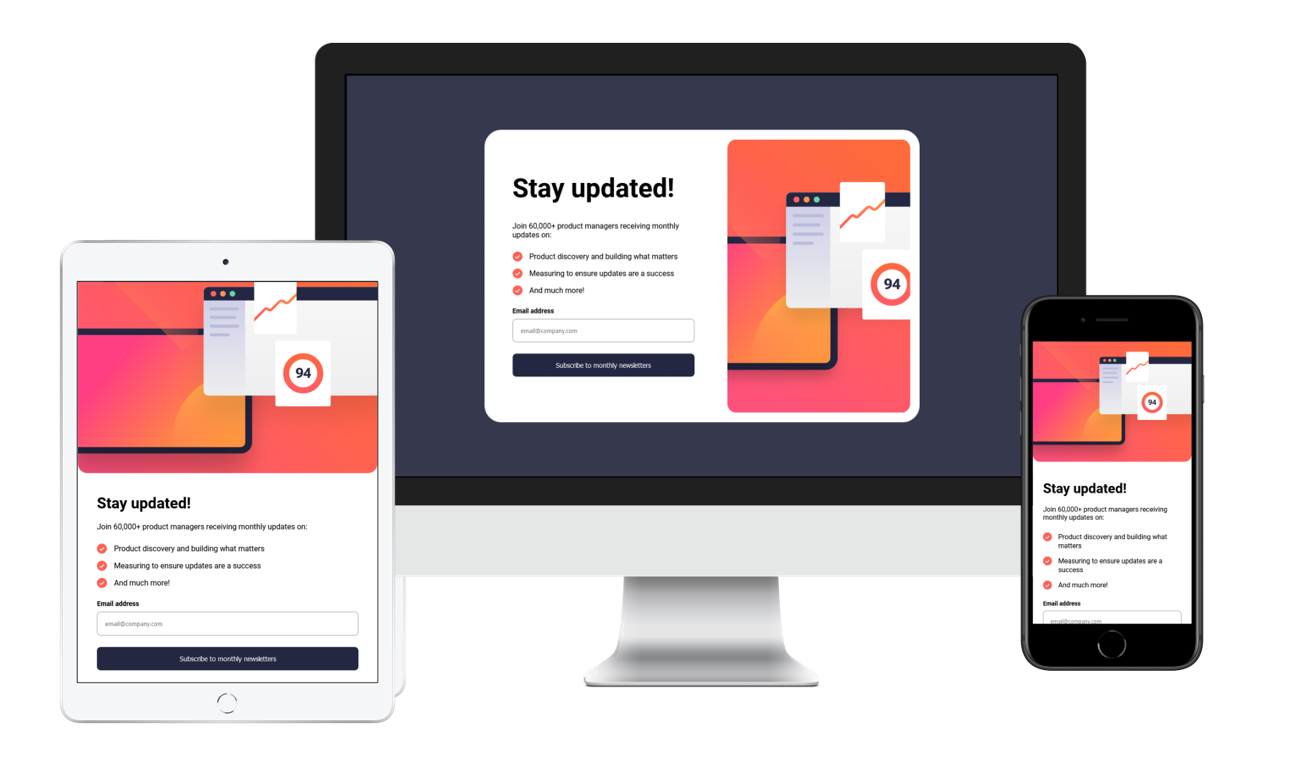 Stay updated!
Join 60,000+ product managers receiving monthly
updates on:
Product discovery and building what matters
Measuring to ensure updates are a success
And much more!
Email address
email@company.com
Subscribe to monthly newsletters
94
94
Stay updated!
Join 60,000+ product managers receiving monthly updates on:
Product discovery and building what matters
Measuring to ensure updates are a success
And much more!
Email address
email@company.com
Subscribe to monthly newsletters
94
Stay updated!
Join 60,000+ product managers receiving
monthly updates on:
Product discovery and building what
matters
Measuring to ensure updates are a
success
And much more!
Email address
email@company.com